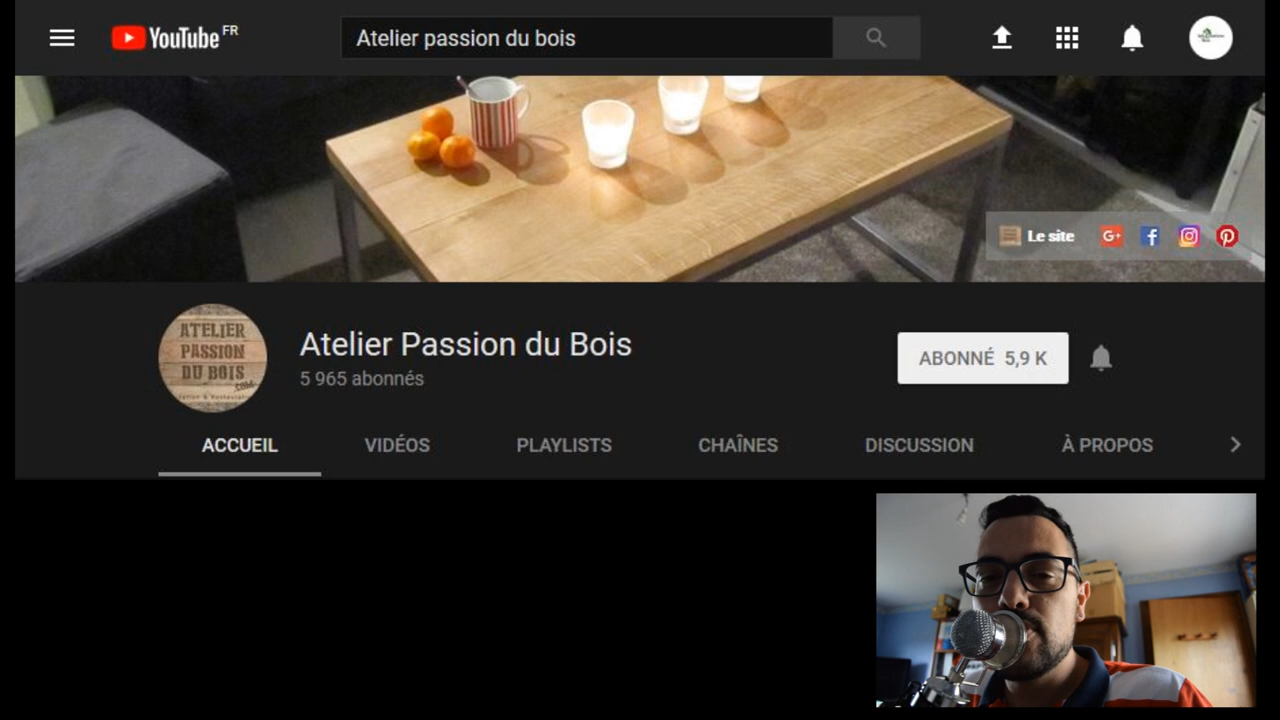 YouTube FR
Atelier passion du bois
Le site
ATELIER
PASSION
DU BOIS
.COM
Atelier Passion du Bois
5 965 abonnés
ABONNÉ 5,9 K
ACCUEIL
VIDÉOS
PLAYLISTS
CHAÎNES
DISCUSSION
À PROPOS